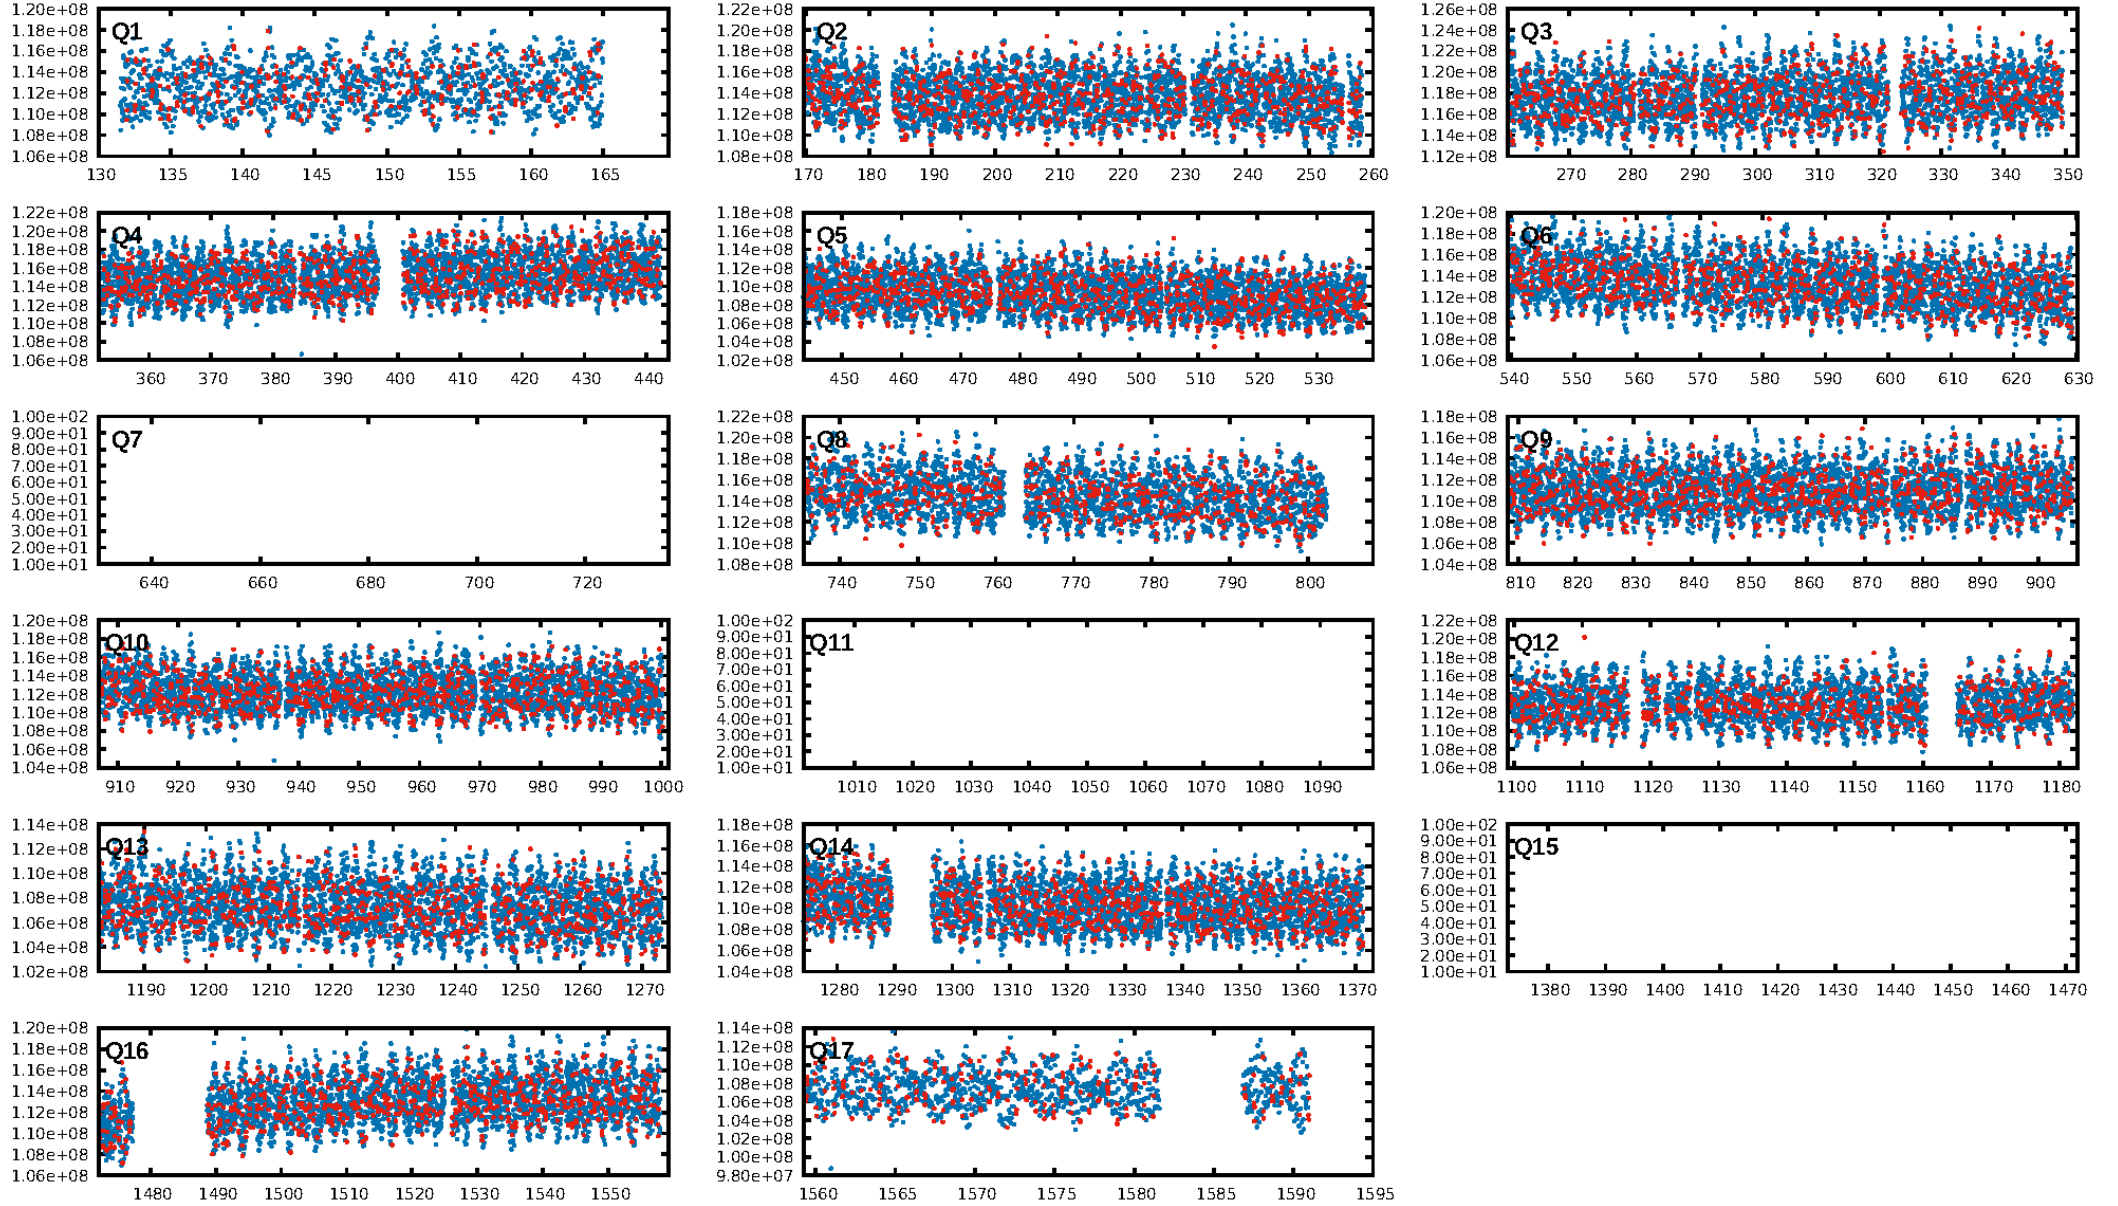 1.20e+08
Q1
1.18e+08
1.16e+08
1.14e+08
1.12e+08
1.10e+08
1.08e+08
1.06e+08
130 135 140 145 150 155 160 165
1.22e+08
Q2
1.20e+08
1.18e+08
1.16e+08
1.14e+08
1.12e+08
1.10e+08
1.08e+08
170 180 190 200 210 220 230 240 250 260
1.26e+08
Q3
1.24e+08
1.22e+08
1.20e+08
1.18e+08
1.16e+08
1.14e+08
1.12e+08
270 280 290 300 310 320 330 340 350
1.22e+08
Q4
1.20e+08
1.18e+08
1.16e+08
1.14e+08
1.12e+08
1.10e+08
1.08e+08
1.06e+08
360 370 380 390 400 410 420 430 440
1.18e+08
Q5
1.16e+08
1.14e+08
1.12e+08
1.10e+08
1.08e+08
1.06e+08
1.04e+08
1.02e+08
450 460 470 480 490 500 510 520 530
1.20e+08
Q6
1.18e+08
1.16e+08
1.14e+08
1.12e+08
1.10e+08
1.08e+08
1.06e+08
540 550 560 570 580 590 600 610 620 630
1.00e+02
Q7
9.00e+01
8.00e+01
7.00e+01
6.00e+01
5.00e+01
4.00e+01
3.00e+01
2.00e+01
1.00e+01
640 660 680 700 720
1.22e+08
Q8
1.20e+08
1.18e+08
1.16e+08
1.14e+08
1.12e+08
1.10e+08
1.08e+08
740 750 760 770 780 790 800
1.18e+08
Q9
1.16e+08
1.14e+08
1.12e+08
1.10e+08
1.08e+08
1.06e+08
1.04e+08
810 820 830 840 850 860 870 880 890 900
1.20e+08
Q10
1.18e+08
1.16e+08
1.14e+08
1.12e+08
1.10e+08
1.08e+08
1.06e+08
1.04e+08
910 920 930 940 950 960 970 980 990 1000
1.00e+02
Q11
9.00e+01
8.00e+01
7.00e+01
6.00e+01
5.00e+01
4.00e+01
3.00e+01
2.00e+01
1.00e+01
1010 1020 1030 1040 1050 1060 1070 1080 1090
1.22e+08
Q12
1.20e+08
1.18e+08
1.16e+08
1.14e+08
1.12e+08
1.10e+08
1.08e+08
1.06e+08
1100 1110 1120 1130 1140 1150 1160 1170 1180
1.14e+08
Q13
1.12e+08
1.10e+08
1.08e+08
1.06e+08
1.04e+08
1.02e+08
1190 1200 1210 1220 1230 1240 1250 1260 1270
1.18e+08
Q14
1.16e+08
1.14e+08
1.12e+08
1.10e+08
1.08e+08
1.06e+08
1.04e+08
1280 1290 1300 1310 1320 1330 1340 1350 1360 1370
1.00e+02
Q15
9.00e+01
8.00e+01
7.00e+01
6.00e+01
5.00e+01
4.00e+01
3.00e+01
2.00e+01
1.00e+01
1380 1390 1400 1410 1420 1430 1440 1450 1460 1470
1.20e+08
Q16
1.18e+08
1.16e+08
1.14e+08
1.12e+08
1.10e+08
1.08e+08
1.06e+08
1480 1490 1500 1510 1520 1530 1540 1550
1.14e+08
Q17
1.12e+08
1.10e+08
1.08e+08
1.06e+08
1.04e+08
1.02e+08
1.00e+08
9.80e+07
1560 1565 1570 1575 1580 1585 1590 1595